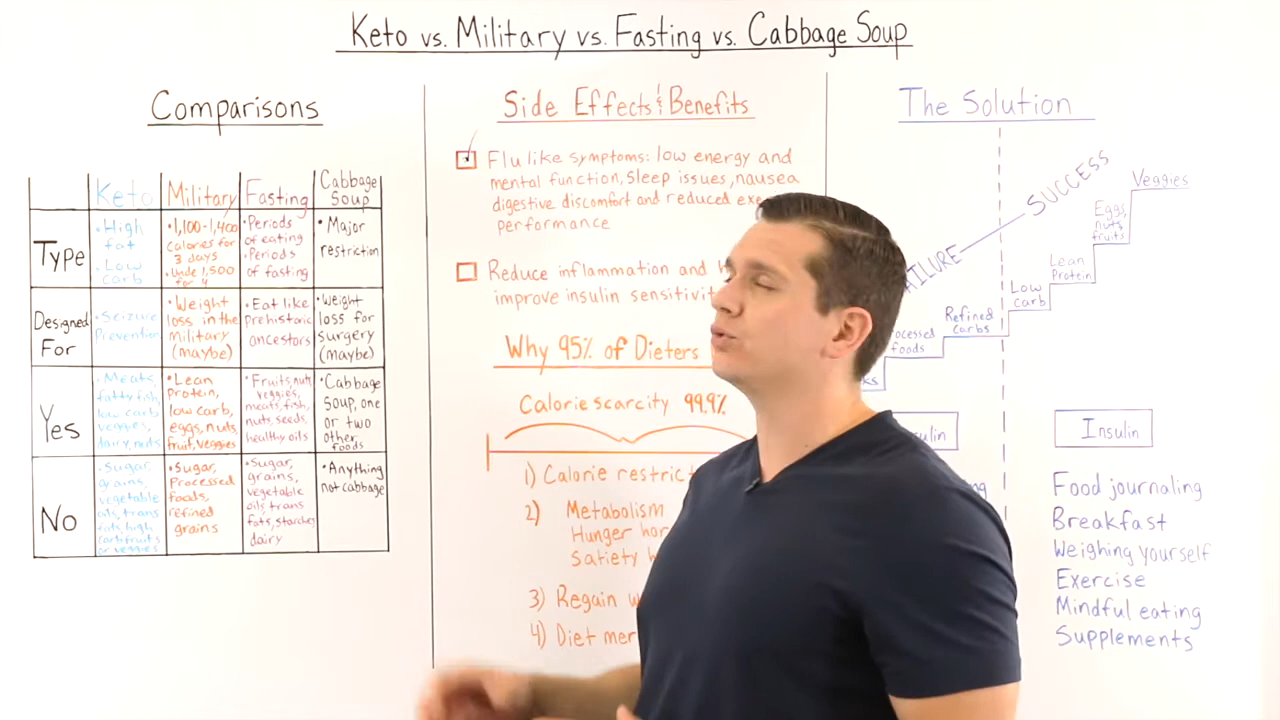 Keto vs. Military vs. Fasting vs. Cabbage Soup
Comparisons
Keto
Military
Fasting
Cabbage
Soup
Type
• High
fat
• Low
carb
• 1,100-1,400
calories for
3 days
• Under 1,500
for 4
• Periods
of eating
• Periods
of fasting
• Major
restriction
Designed
For
• Seizure
Prevention
• Weight
loss in the
military
(maybe)
• Eat like
prehistoric
ancestors
• Weight
loss for
surgery
(maybe)
Yes
• Meats,
fatty fish,
low carb
veggies,
dairy, nuts
• Lean
Protein,
low carb,
eggs, nuts,
fruit, veggies
• Fruits, nuts
veggies,
meats, fish,
nuts, seeds,
healthy oils
• Cabbage
soup, one
or two
other
foods
No
• Sugar,
grains,
vegetable
oils, trans
fats, high
carb fruits
or veggies
• Sugar,
Processed
foods,
refined
grains
• Sugar,
grains,
vegetable
oils, trans
fats, starches
dairy
• Anything
not cabbage
Side Effects & Benefits
Flu like symptoms: low energy and
mental function, sleep issues, nausea
digestive discomfort and reduced
performance
Reduce inflammation and
improve insulin
Why 95% of Dieters
Calorie scarcity 99.9%
1) Calorie
2) Metabolism
Hunger
Satiety
3) Regain
4) Diet
The Solution
SUCCESS
Veggies
Eggs,
nuts,
fruits
Lean
Protein
Low
carb
Refined
carbs
foods
Insulin
Food journaling
Breakfast
Weighing yourself
Exercise
Mindful eating
Supplements